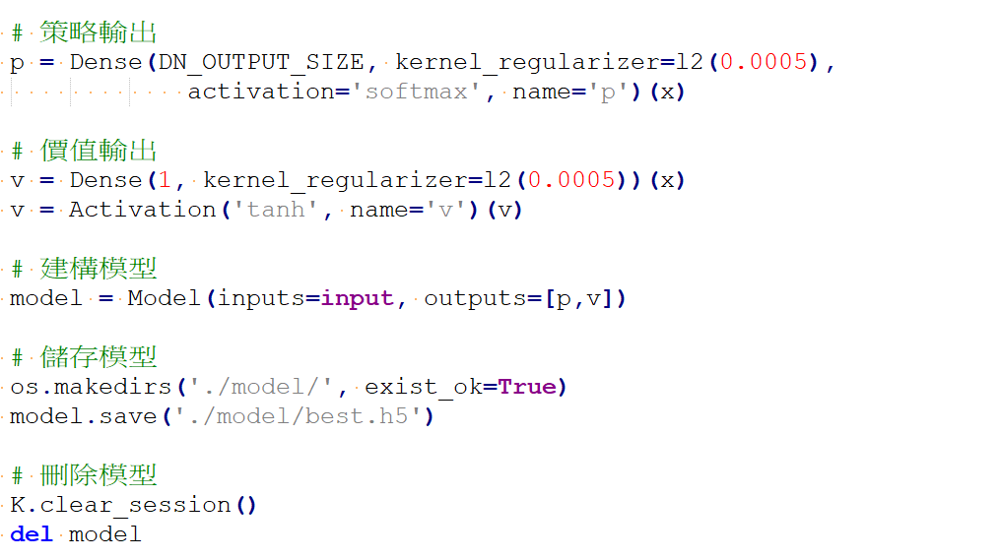 # 策略輸出
p = Dense(DN_OUTPUT_SIZE, kernel_regularizer=l2(0.0005),
            activation='softmax', name='p')(x)
# 價值輸出
v = Dense(1, kernel_regularizer=l2(0.0005))(x)
v = Activation('tanh', name='v')(v)
# 建構模型
model = Model(inputs=input, outputs=[p,v])
# 儲存模型
os.makedirs('./model/', exist_ok=True)
model.save('./model/best.h5')
# 刪除模型
K.clear_session()
del model